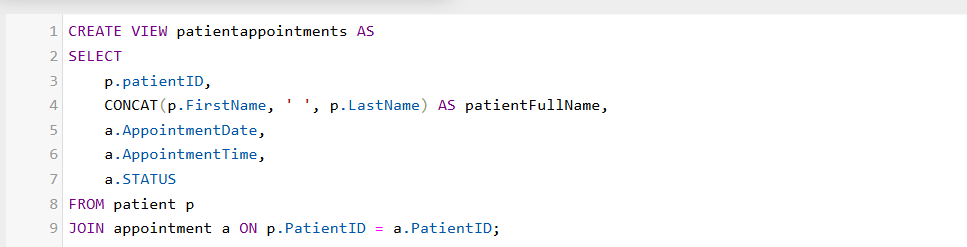 1 CREATE VIEW patientappointments AS
2 SELECT
3     p.patientID,
4     CONCAT(p.FirstName, ' ', p.LastName) AS patientFullName,
5     a.AppointmentDate,
6     a.AppointmentTime,
7     a.STATUS
8 FROM patient p
9 JOIN appointment a ON p.PatientID = a.PatientID;